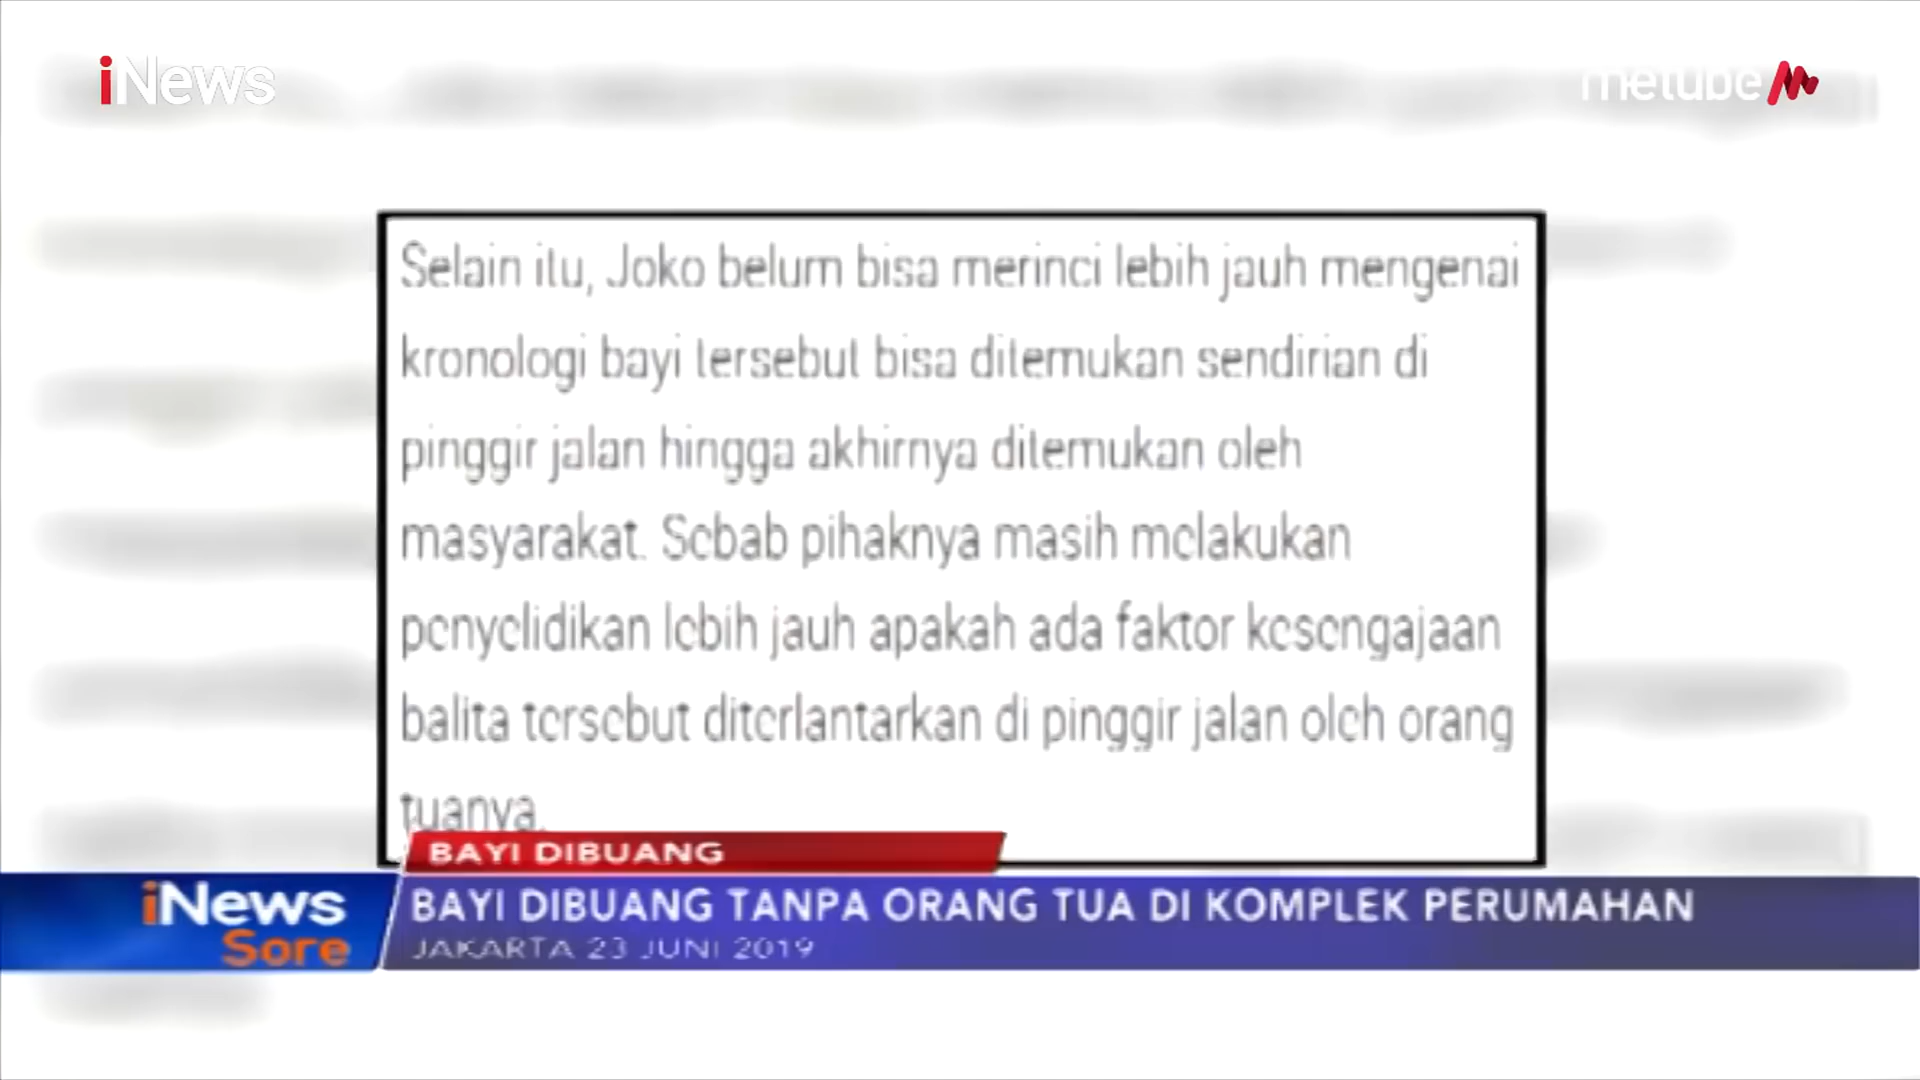 iNews
metube
Selain itu, Joko belum bisa merinci lebih jauh mengenai
kronologi bayi tersebut bisa ditemukan sendirian di
pinggir jalan hingga akhirnya ditemukan oleh
masyarakat. Sebab pihaknya masih melakukan
penyelidikan lebih jauh apakah ada faktor kesengajaan
balita tersebut diterlantarkan di pinggir jalan oleh orang
tuanya.
BAYI DIBUANG
iNews
Sore
BAYI DIBUANG TANPA ORANG TUA DI KOMPLEK PERUMAHAN
JAKARTA 23 JUNI 2019